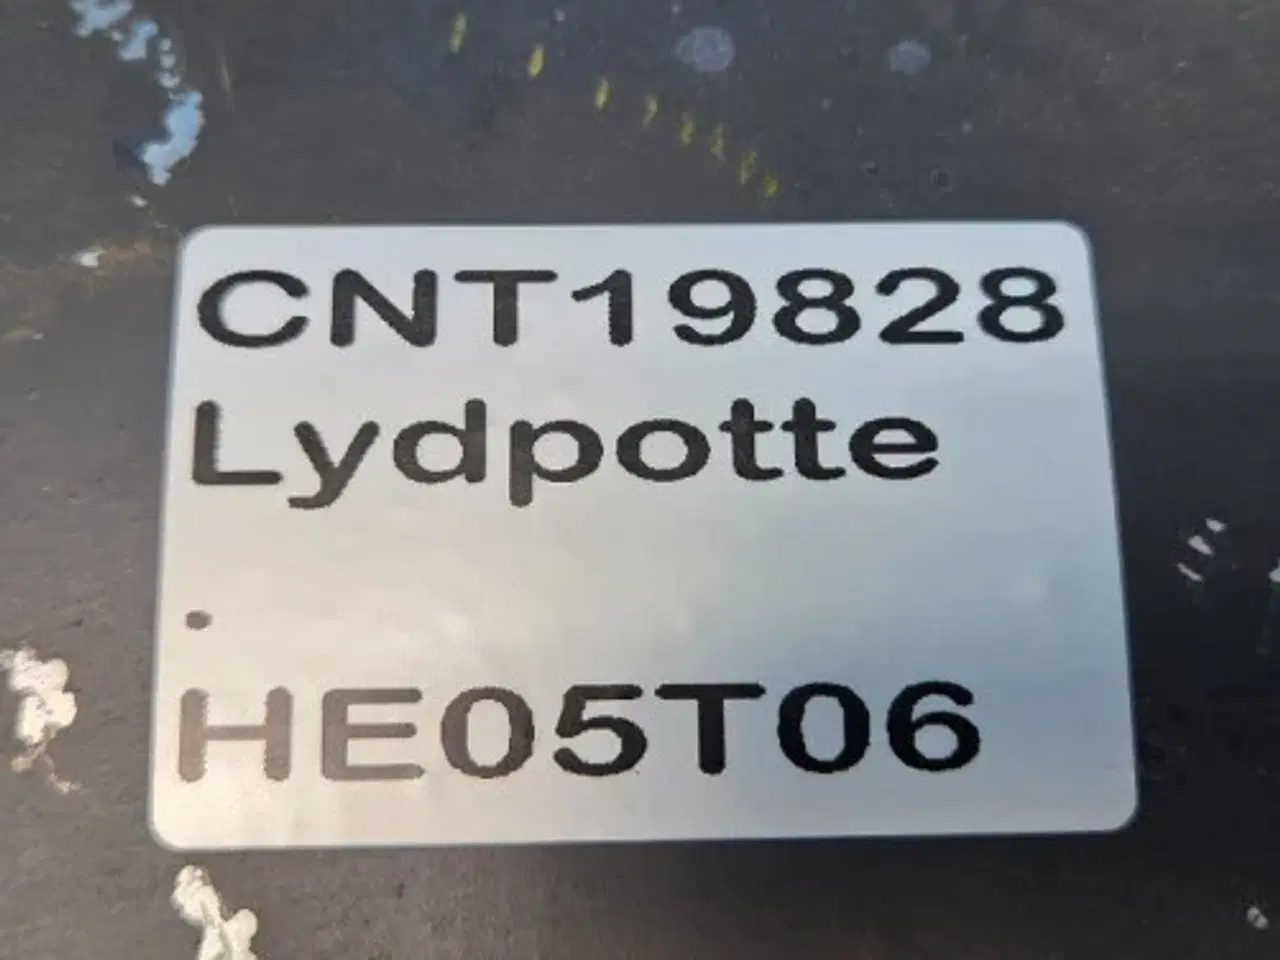 CNT19828
Lydpotte
.
HE05T06